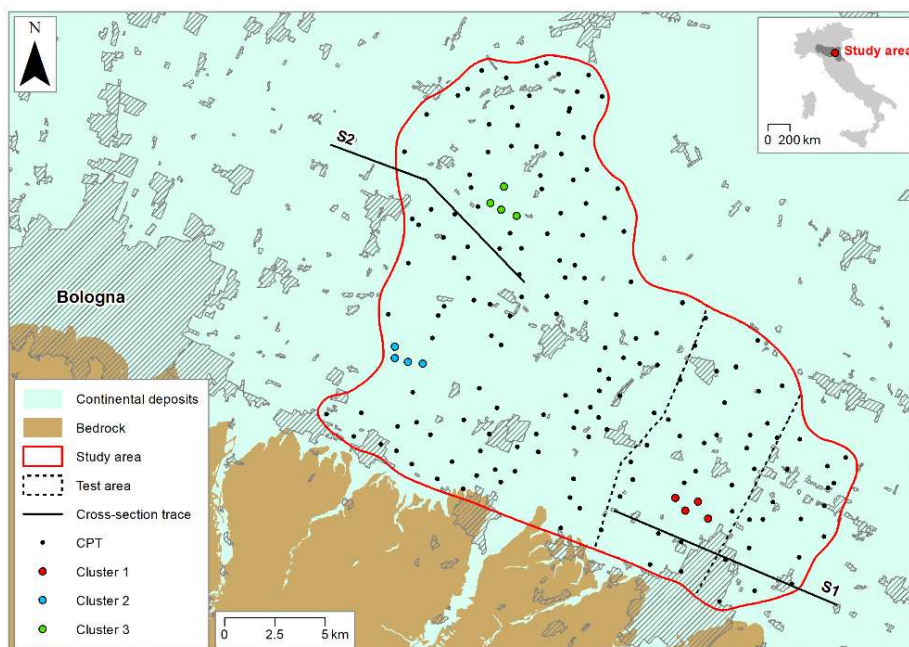 N
Study area
0 200 km
S2
Bologna
Continental deposits
Bedrock
Study area
Test area
Cross-section trace
CPT
Cluster 1
Cluster 2
Cluster 3
0 2.5 5 km
S1